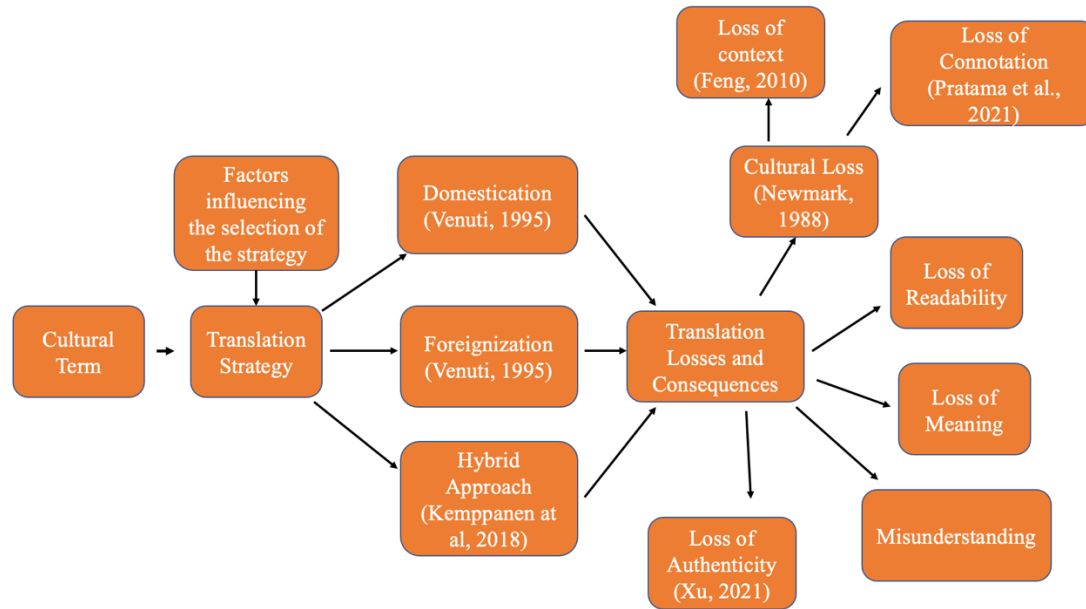 Cultural
Term
Factors
influencing
the selection of
the strategy
Translation
Strategy
Domestication
(Venuti, 1995)
Foreignization
(Venuti, 1995)
Hybrid
Approach
(Kemppanen at
al, 2018)
Translation
Losses and
Consequences
Loss of
context
(Feng, 2010)
Loss of
Connotation
(Pratama et al.,
2021)
Cultural Loss
(Newmark,
1988)
Loss of
Readability
Loss of
Meaning
Misunderstanding
Loss of
Authenticity
(Xu, 2021)